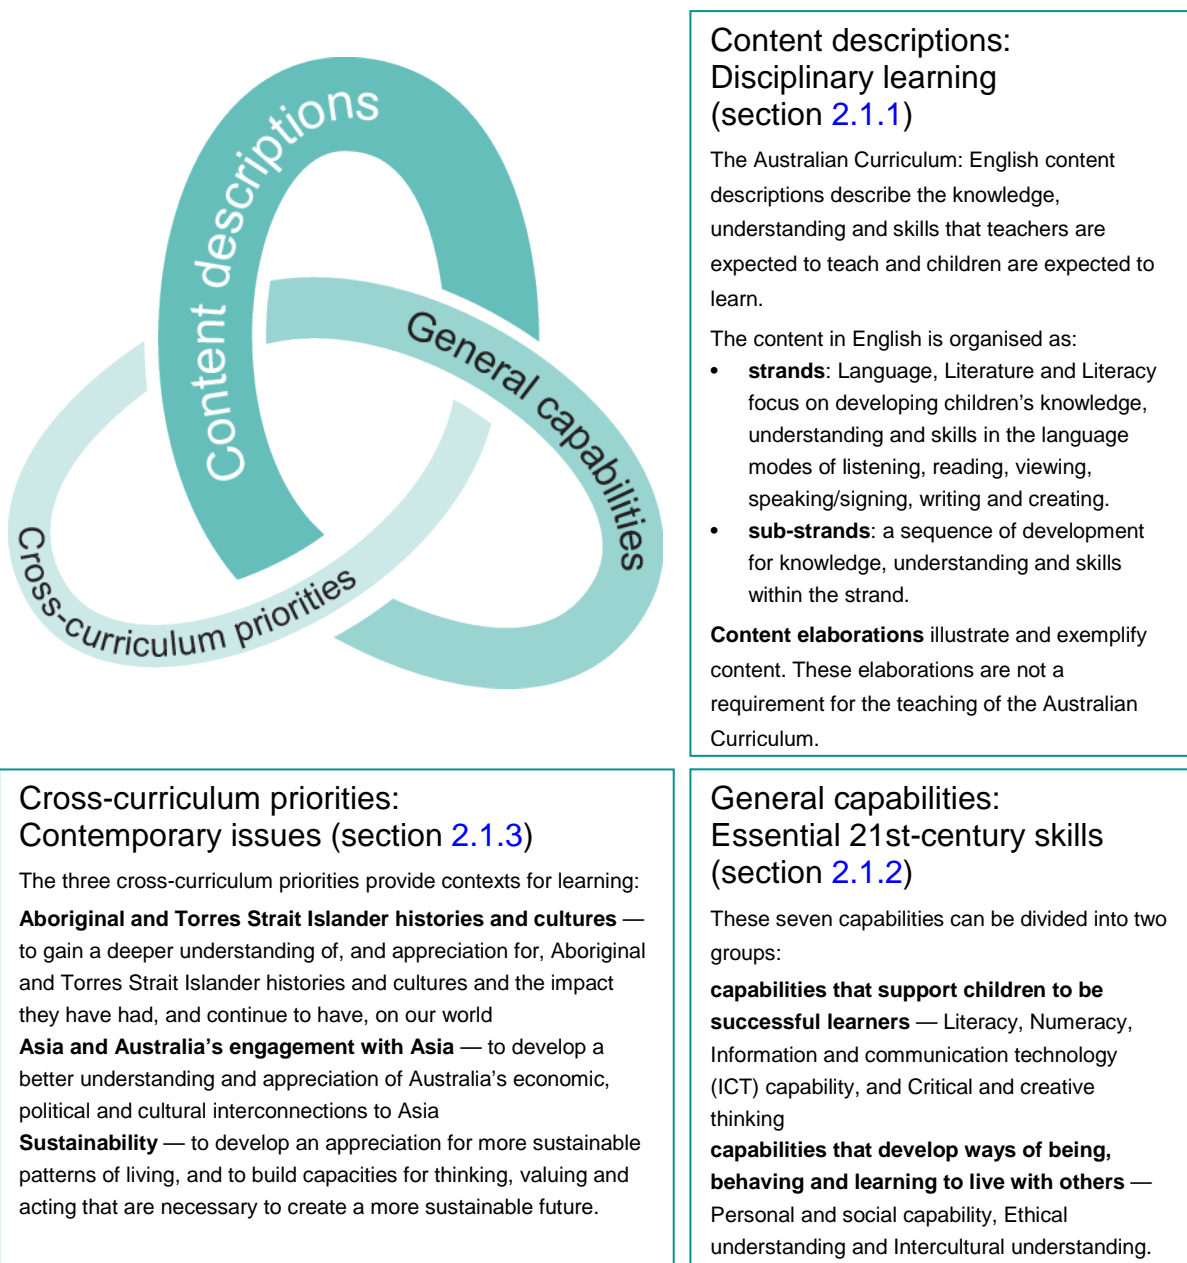 Content descriptions
General capabilities
Cross-curriculum priorities
Content descriptions:
Disciplinary learning
(section 2.1.1)
The Australian Curriculum: English content
descriptions describe the knowledge,
understanding and skills that teachers are
expected to teach and children are expected to
learn.
The content in English is organised as:
• strands: Language, Literature and Literacy
focus on developing children’s knowledge,
understanding and skills in the language
modes of listening, reading, viewing,
speaking/signing, writing and creating.
• sub-strands: a sequence of development
for knowledge, understanding and skills
within the strand.
Content elaborations illustrate and exemplify
content. These elaborations are not a
requirement for the teaching of the Australian
Curriculum.
Cross-curriculum priorities:
Contemporary issues (section 2.1.3)
The three cross-curriculum priorities provide contexts for learning:
Aboriginal and Torres Strait Islander histories and cultures —
to gain a deeper understanding of, and appreciation for, Aboriginal
and Torres Strait Islander histories and cultures and the impact
they have had, and continue to have, on our world
Asia and Australia’s engagement with Asia — to develop a
better understanding and appreciation of Australia’s economic,
political and cultural interconnections to Asia
Sustainability — to develop an appreciation for more sustainable
patterns of living, and to build capacities for thinking, valuing and
acting that are necessary to create a more sustainable future.
General capabilities:
Essential 21st-century skills
(section 2.1.2)
These seven capabilities can be divided into two
groups:
capabilities that support children to be
successful learners — Literacy, Numeracy,
Information and communication technology
(ICT) capability, and Critical and creative
thinking
capabilities that develop ways of being,
behaving and learning to live with others —
Personal and social capability, Ethical
understanding and Intercultural understanding.